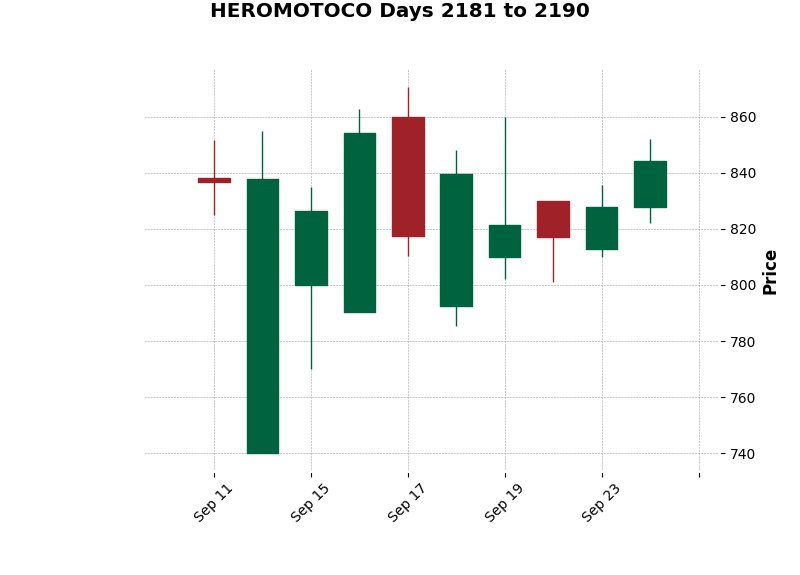 HEROMOTOCO Days 2181 to 2190
860
840
820
800
780
760
740
Price
Sep 11
Sep 15
Sep 17
Sep 19
Sep 23